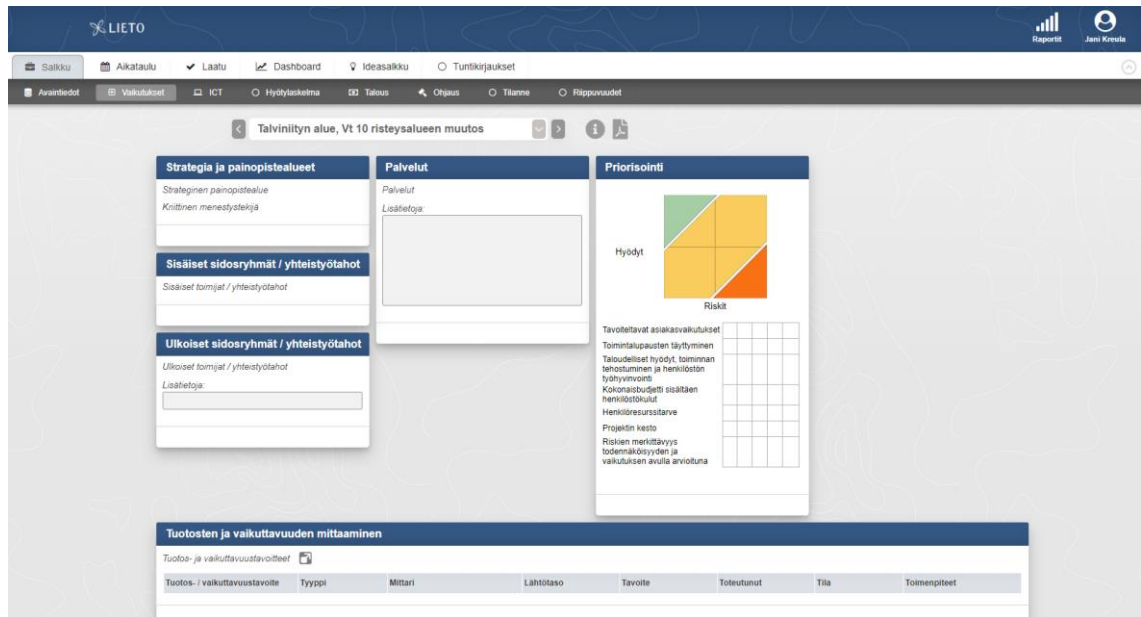 LIETO
Raportit
Jani Kreula
Salkku Aikataulu Laatu Dashboard Ideasalkku Tuntikirjaukset
Avaintiedot Vaikutukset ICT Hyötylaskelma Talous Ohjaus Tilanne Riippuvuudet
Talviniityn alue, Vt 10 risteysalueen muutos
Strategia ja painopistealueet
Strateginen painopistealue
Kriittinen menestystekijä
Sisäiset sidosryhmät / yhteistyötahot
Sisäiset toimijat / yhteistyötahot
Ulkoiset sidosryhmät / yhteistyötahot
Ulkoiset toimijat / yhteistyötahot
Lisätietoja:
Palvelut
Palvelut
Lisätietoja:
Priorisointi
Hyödyt
Riskit
Tavoiteltavat asiakasvaikutukset
Toimintalupausten täyttyminen
Taloudelliset hyödyt, toiminnan
tehostuminen ja henkilöstön
työhyvinvointi
Kokonaisbudjetti sisältäen
henkilöstökulut
Henkilöresurssitarve
Projektin kesto
Riskien merkittävyys
todennäköisyyden ja
vaikutuksen avulla arvioituna
Tuotosten ja vaikuttavuuden mittaaminen
Tuotos- ja vaikuttavuustavoitteet
Tuotos- / vaikuttavuustavoite Tyyppi Mittari Lähtötaso Tavoite Toteutunut Tila Toimenpiteet